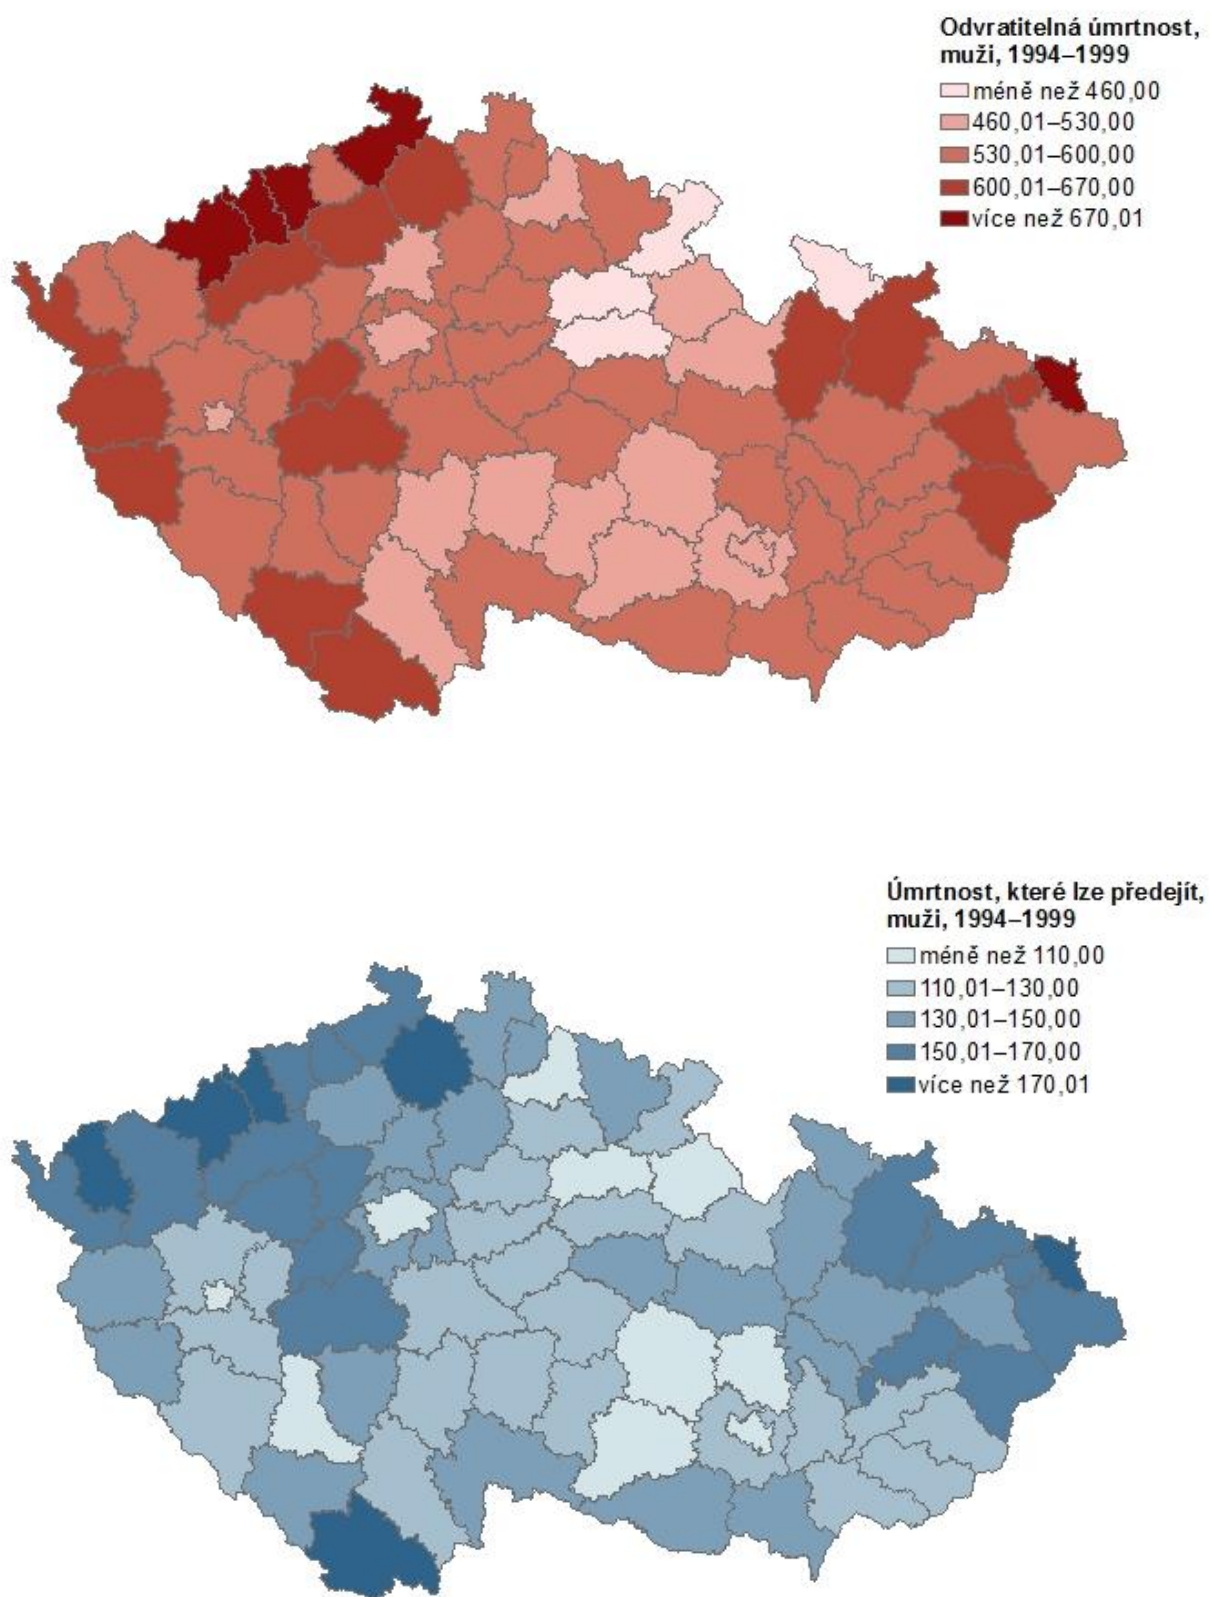 Odvratitelná úmrtnost,
muži, 1994–1999
méně než 460,00
460,01–530,00
530,01–600,00
600,01–670,00
více než 670,01
Úmrtnost, které lze předejít,
muži, 1994–1999
méně než 110,00
110,01–130,00
130,01–150,00
150,01–170,00
více než 170,01